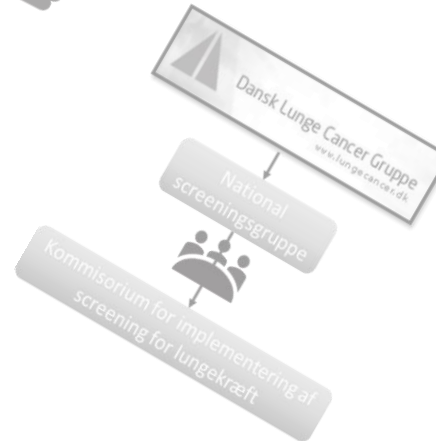 Dansk Lunge Cancer Gruppe
www.lungecancer.dk
National
screeningsgruppe
Kommisorium for implementering af
screening for lungekræft